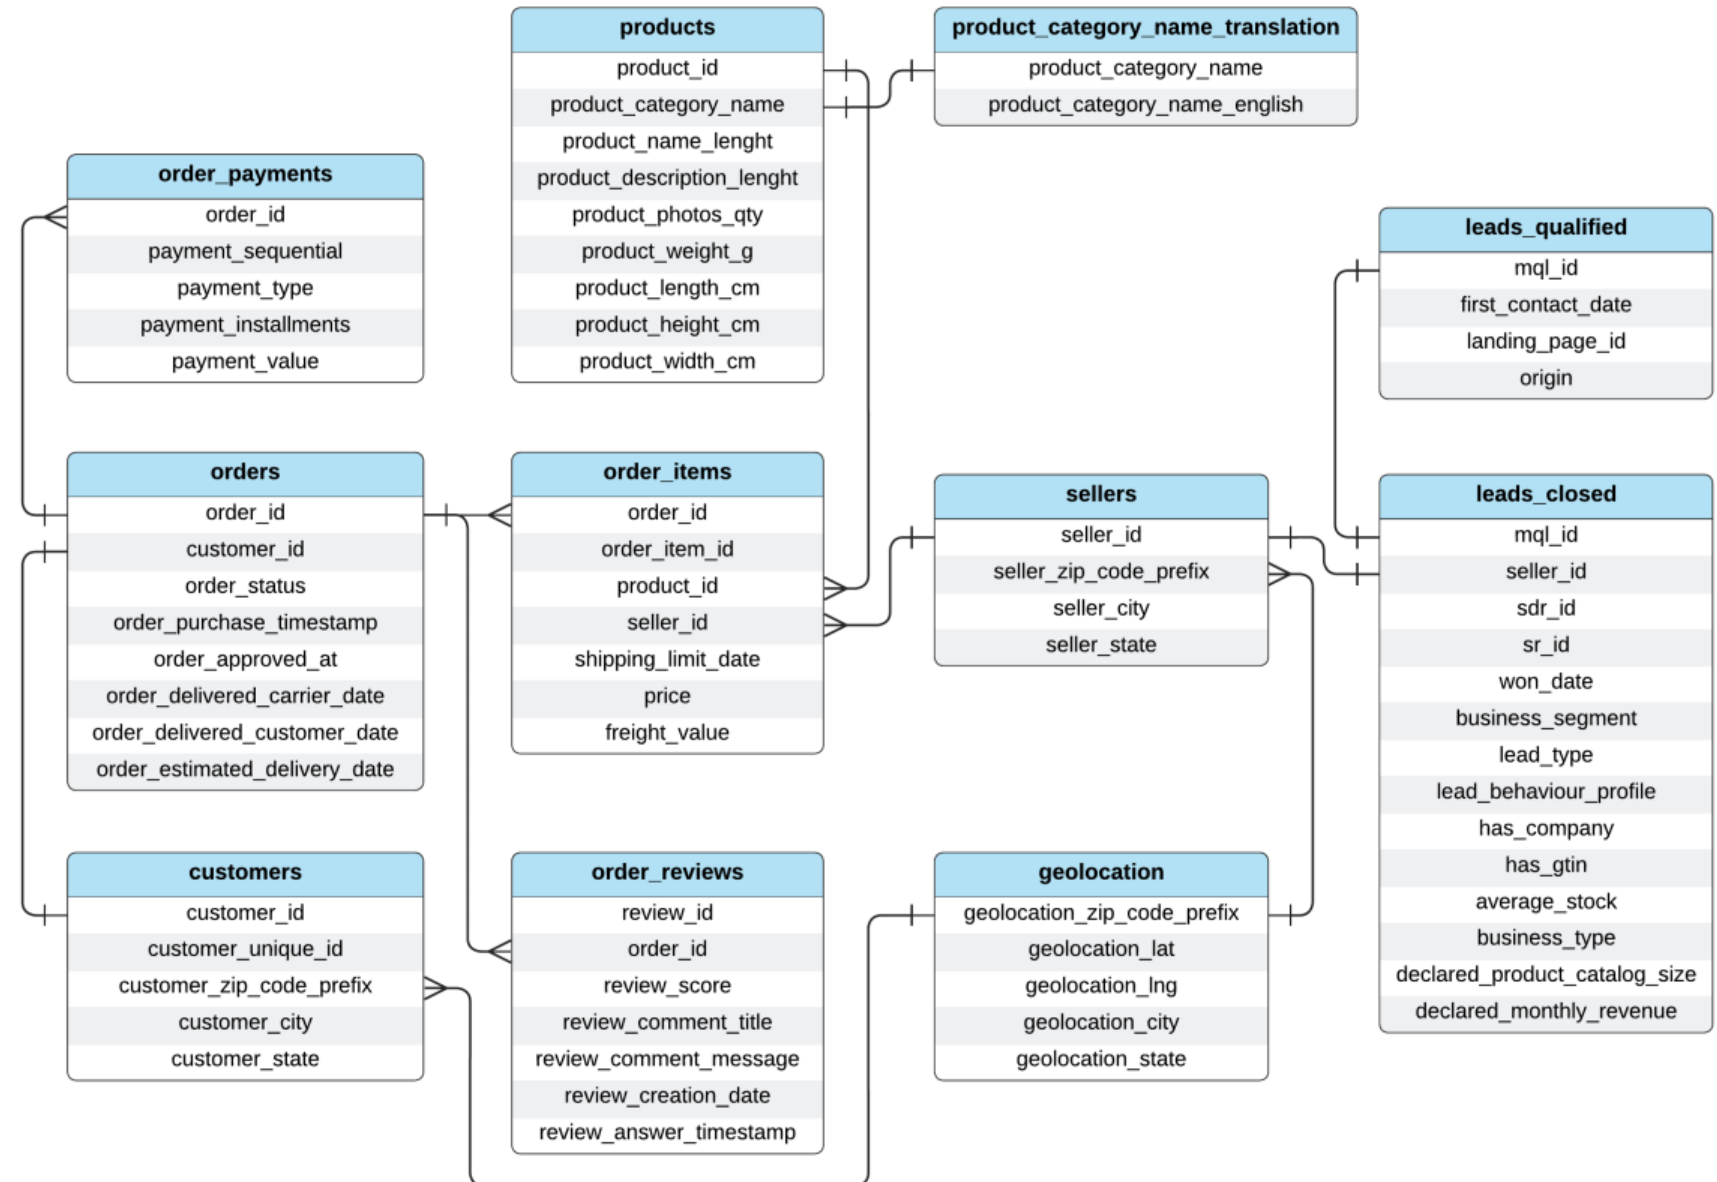 products
product_id
product_category_name
product_name_lenght
product_description_lenght
product_photos_qty
product_weight_g
product_length_cm
product_height_cm
product_width_cm
product_category_name_translation
product_category_name
product_category_name_english
order_payments
order_id
payment_sequential
payment_type
payment_installments
payment_value
leads_qualified
mql_id
first_contact_date
landing_page_id
origin
orders
order_id
customer_id
order_status
order_purchase_timestamp
order_approved_at
order_delivered_carrier_date
order_delivered_customer_date
order_estimated_delivery_date
order_items
order_id
order_item_id
product_id
seller_id
shipping_limit_date
price
freight_value
sellers
seller_id
seller_zip_code_prefix
seller_city
seller_state
leads_closed
mql_id
seller_id
sdr_id
sr_id
won_date
business_segment
lead_type
lead_behaviour_profile
has_company
has_gtin
average_stock
business_type
declared_product_catalog_size
declared_monthly_revenue
customers
customer_id
customer_unique_id
customer_zip_code_prefix
customer_city
customer_state
order_reviews
review_id
order_id
review_score
review_comment_title
review_comment_message
review_creation_date
review_answer_timestamp
geolocation
geolocation_zip_code_prefix
geolocation_lat
geolocation_lng
geolocation_city
geolocation_state